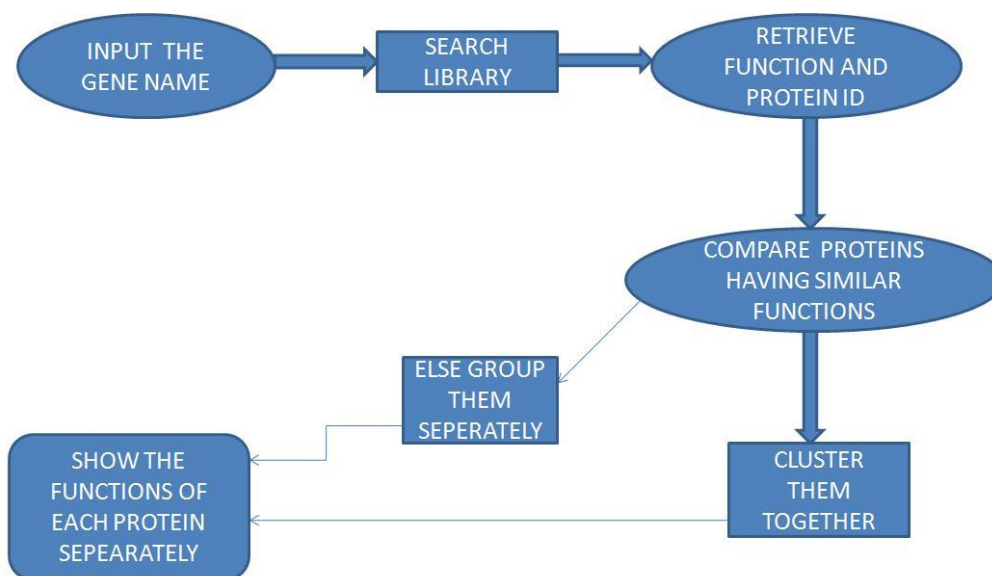 INPUT THE
GENE NAME
SEARCH
LIBRARY
RETRIEVE
FUNCTION AND
PROTEIN ID
COMPARE PROTEINS
HAVING SIMILAR
FUNCTIONS
ELSE GROUP
THEM
SEPERATELY
CLUSTER
THEM
TOGETHER
SHOW THE
FUNCTIONS OF
EACH PROTEIN
SEPEARATELY